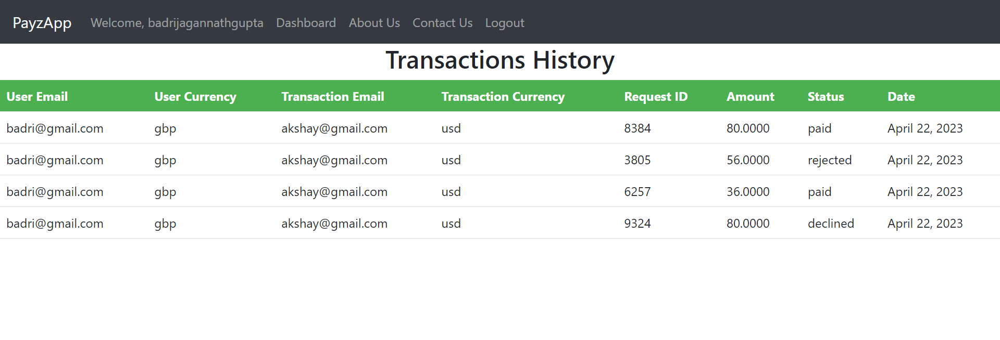 PayzApp Welcome, badrijagannathgupta Dashboard About Us Contact Us Logout
Transactions History
User Email User Currency Transaction Email Transaction Currency Request ID Amount Status Date
badri@gmail.com gbp akshay@gmail.com usd 8384 80.0000 paid April 22, 2023
badri@gmail.com gbp akshay@gmail.com usd 3805 56.0000 rejected April 22, 2023
badri@gmail.com gbp akshay@gmail.com usd 6257 36.0000 paid April 22, 2023
badri@gmail.com gbp akshay@gmail.com usd 9324 80.0000 declined April 22, 2023